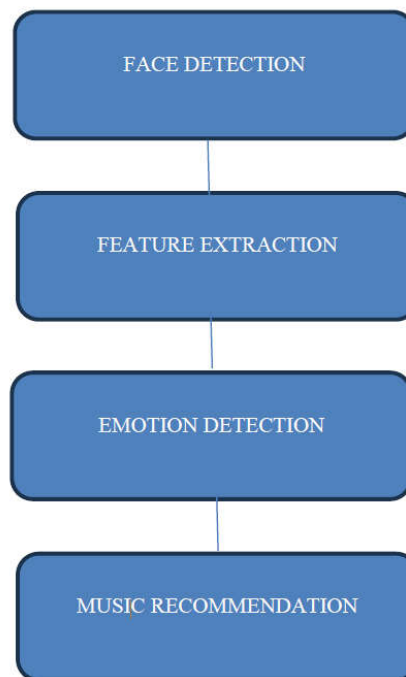 FACE DETECTION
FEATURE EXTRACTION
EMOTION DETECTION
MUSIC RECOMMENDATION